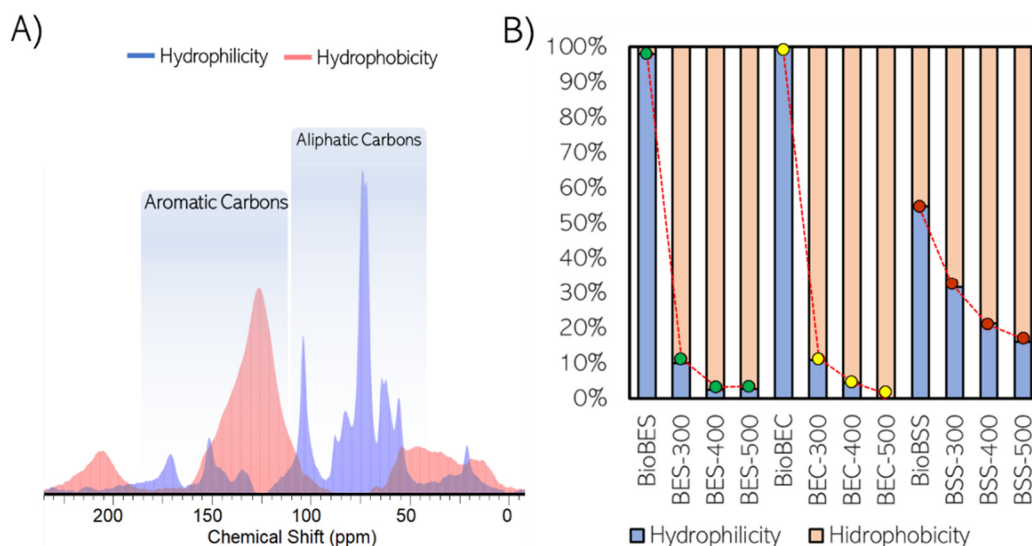 A)
Hydrophilicity Hydrophobicity
Aliphatic Carbons
Aromatic Carbons
200 150 100 50 0
Chemical Shift (ppm)
B)
100%
90%
80%
70%
60%
50%
40%
30%
20%
10%
0%
BioBES
BES-300
BES-400
BES-500
BioBEC
BEC-300
BEC-400
BEC-500
BioBSS
BSS-300
BSS-400
BSS-500
Hydrophilicity Hidrophobicity